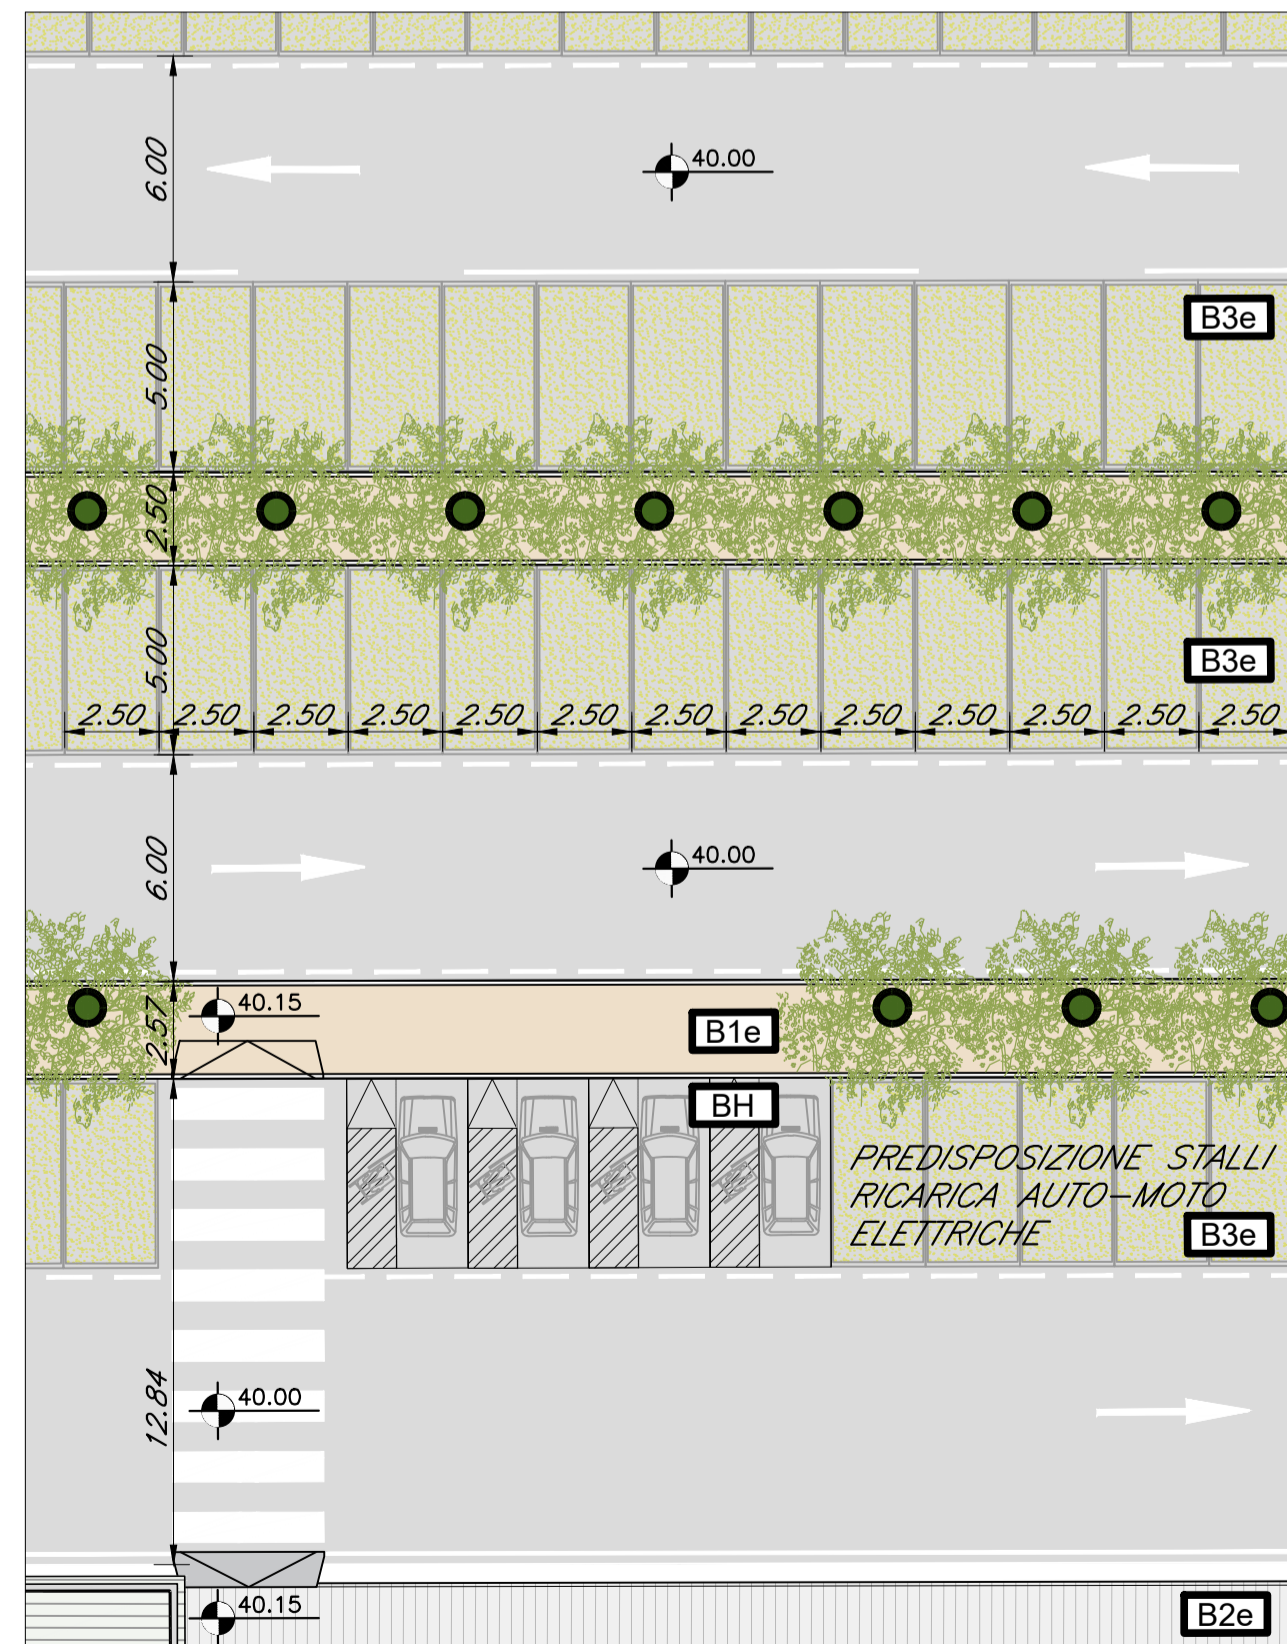 6.00
40.00
B3e
5.00
2.50
5.00
B3e
2.50 2.50 2.50 2.50 2.50 2.50 2.50 2.50 2.50 2.50 2.50 2.50 2.50
6.00
40.00
2.57
40.15
B1e
BH
PREDISPOSIZIONE STALLI
RICARICA AUTO-MOTO
ELETTRICHE
B3e
12.84
40.00
40.15
B2e